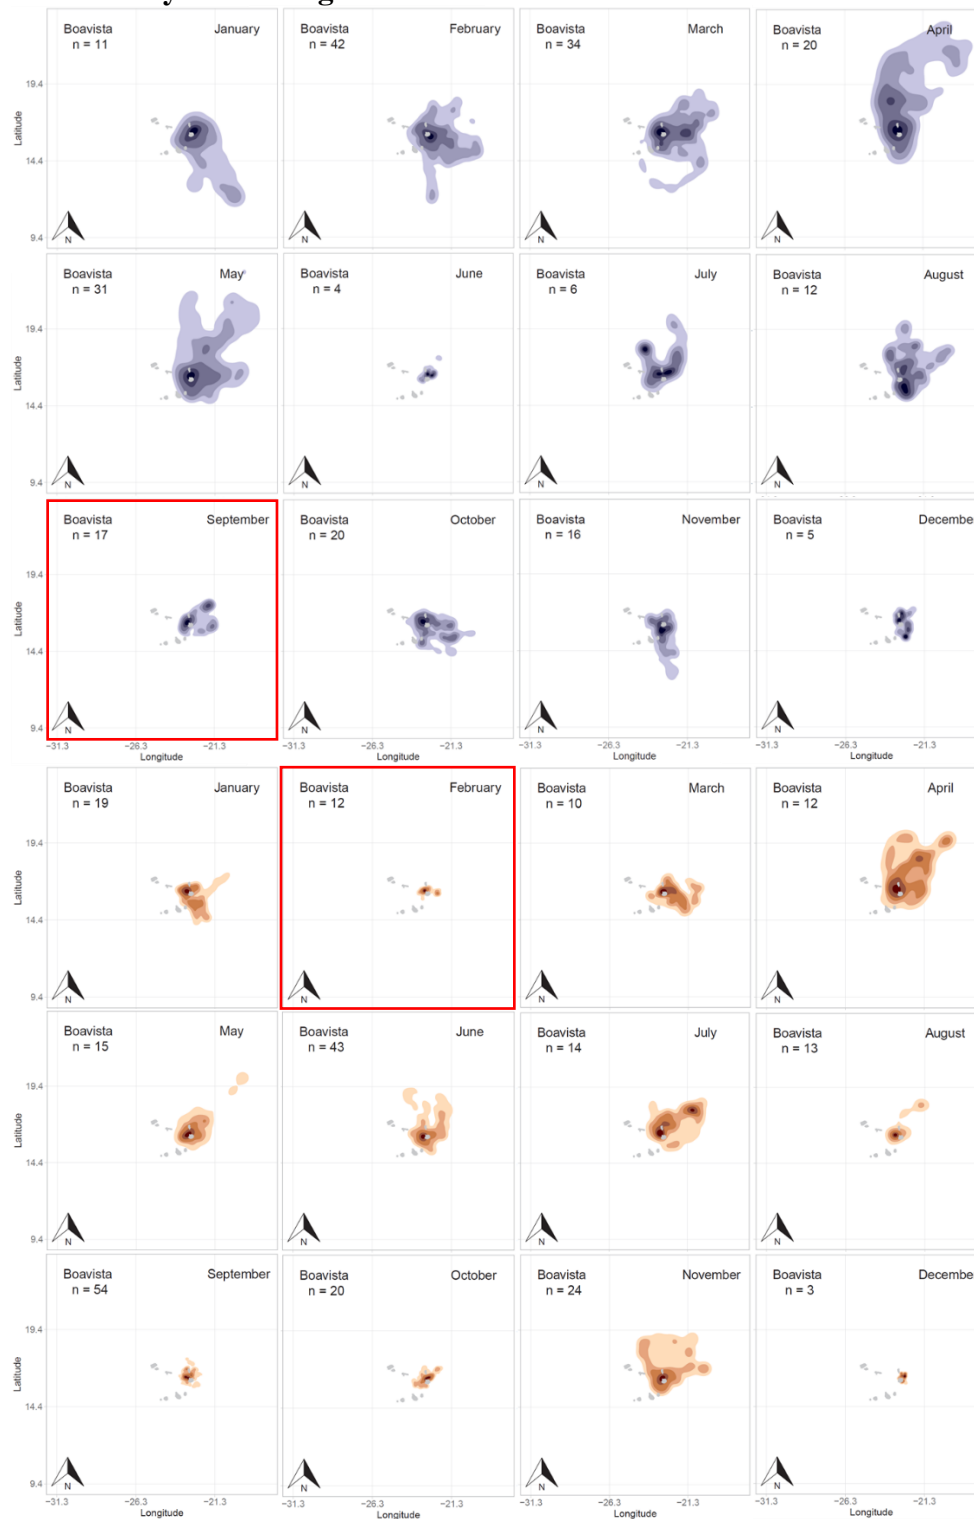 Boavista January
n = 11
Boavista February
n = 42
Boavista March
n = 34
Boavista April
n = 20
19.4
14.4
9.4
Latitude
N
N
N
N
Boavista May
n = 31
Boavista June
n = 4
Boavista July
n = 6
Boavista August
n = 12
19.4
14.4
9.4
Latitude
N
N
N
N
Boavista September
n = 17
Boavista October
n = 20
Boavista November
n = 16
Boavista Decembe
n = 5
19.4
14.4
9.4
Latitude
N
N
N
N
−31.3 −26.3 −21.3
−31.3 −26.3 −21.3
−31.3 −26.3 −21.3
−31.3 −26.3 −21.3
Longitude
Longitude
Longitude
Longitude
Boavista January
n = 19
Boavista February
n = 12
Boavista March
n = 10
Boavista April
n = 12
19.4
14.4
9.4
Latitude
N
N
N
N
Boavista May
n = 15
Boavista June
n = 43
Boavista July
n = 14
Boavista August
n = 13
19.4
14.4
9.4
Latitude
N
N
N
N
Boavista September
n = 54
Boavista October
n = 20
Boavista November
n = 24
Boavista Decembe
n = 3
19.4
14.4
9.4
Latitude
N
N
N
N
−31.3 −26.3 −21.3
−31.3 −26.3 −21.3
−31.3 −26.3 −21.3
−31.3 −26.3 −21.3
Longitude
Longitude
Longitude
Longitude